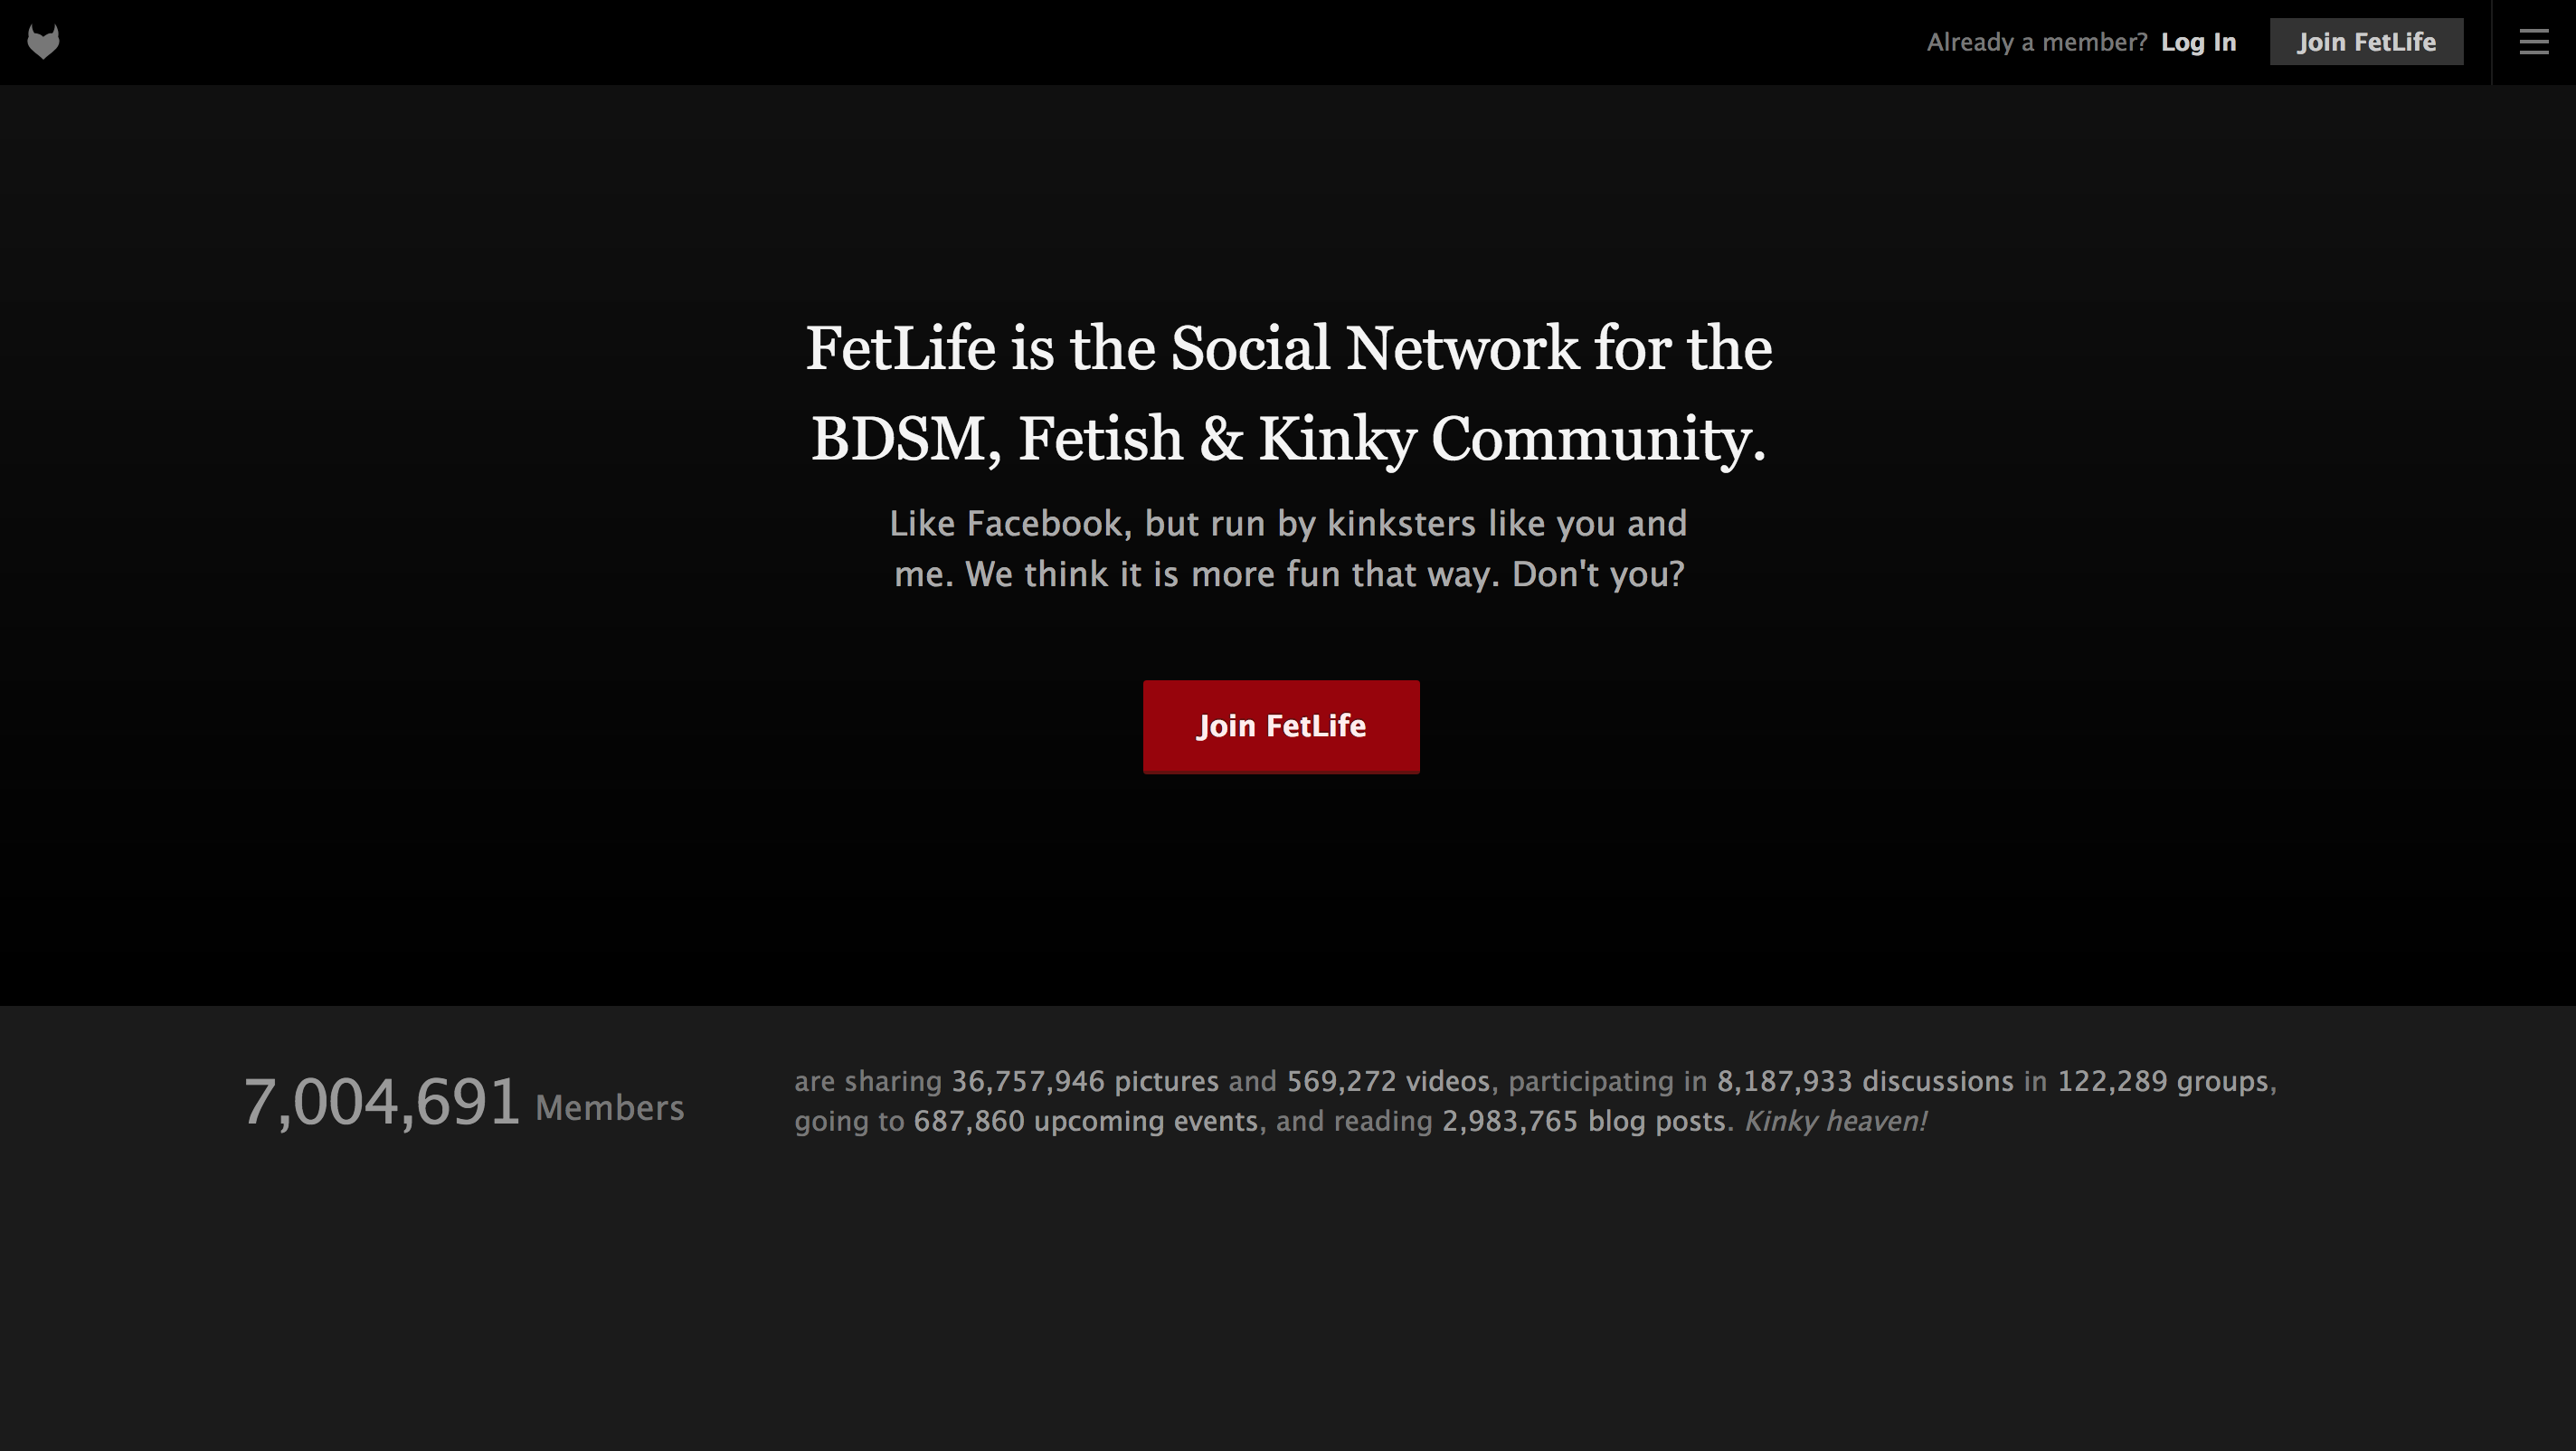 Already a member? Log In Join FetLife
FetLife is the Social Network for the
BDSM, Fetish & Kinky Community.
Like Facebook, but run by kinksters like you and
me. We think it is more fun that way. Don't you?
Join FetLife
7,004,691 Members
are sharing 36,757,946 pictures and 569,272 videos, participating in 8,187,933 discussions in 122,289 groups,
going to 687,860 upcoming events, and reading 2,983,765 blog posts. Kinky heaven!